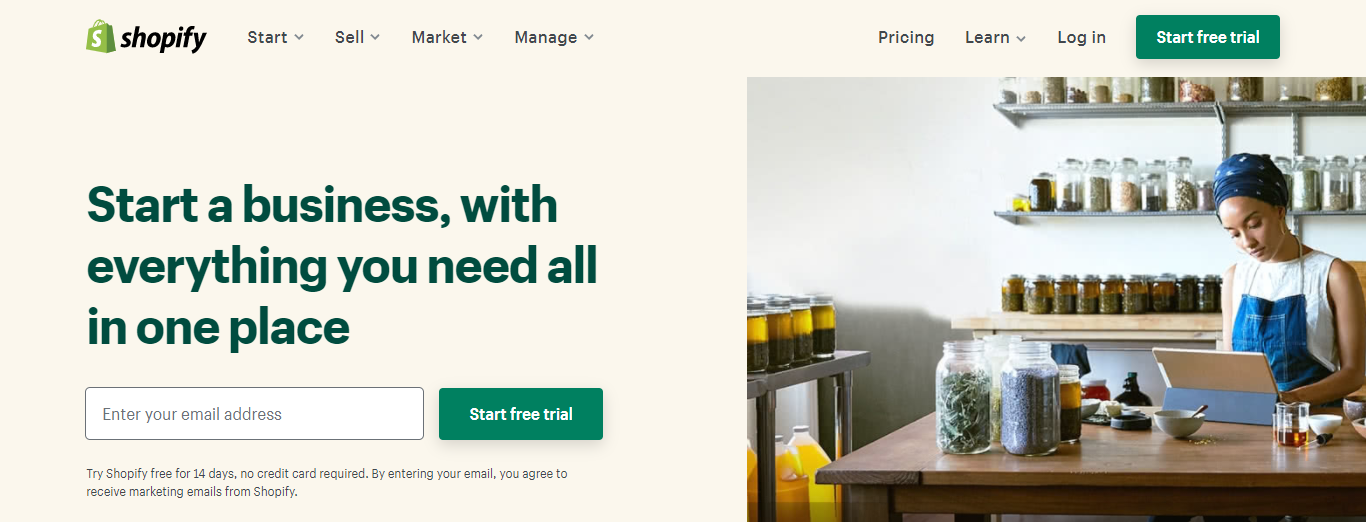 shopify
Start
Sell
Market
Manage
Pricing
Learn
Log in
Start free trial
Start a business, with
everything you need all
in one place
Enter your email address
Start free trial
Try Shopify free for 14 days, no credit card required. By entering your email, you agree to
receive marketing emails from Shopify.